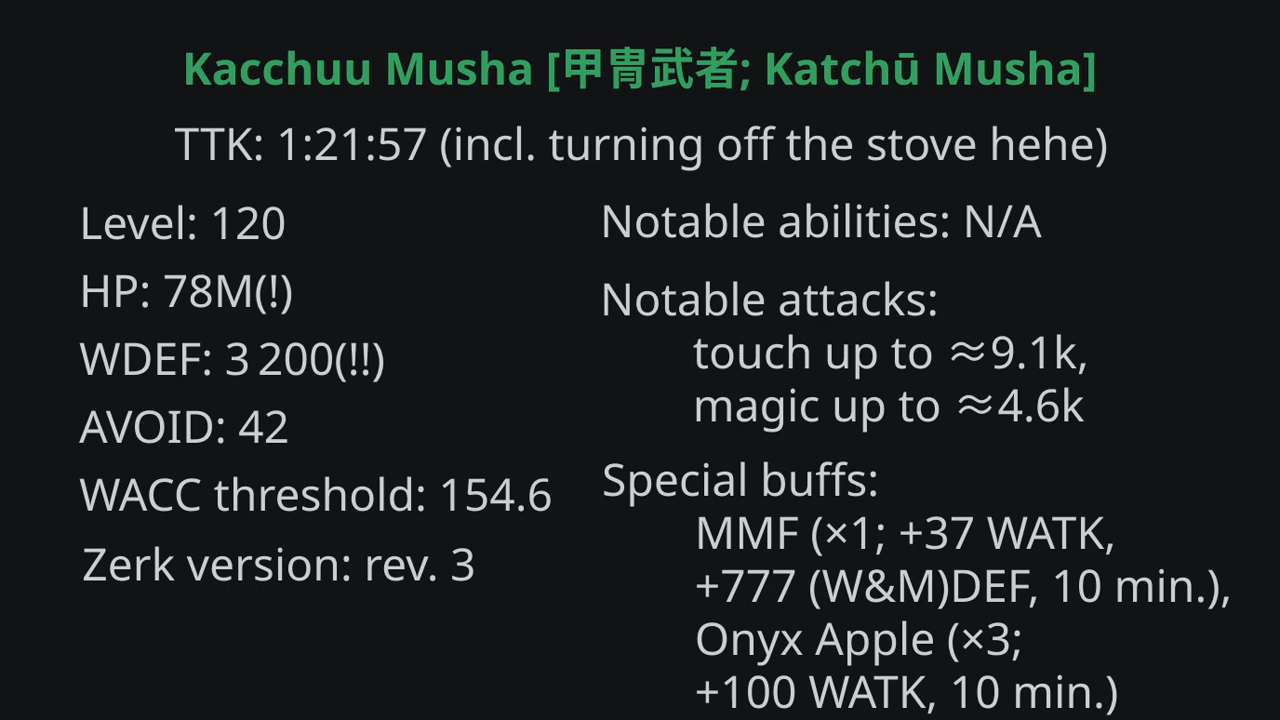 Kacchuu Musha [甲冑武者; Katchū Musha]
TTK: 1:21:57 (incl. turning off the stove hehe)
Level: 120
HP: 78M(!)
WDEF: 3 200(!!)
AVOID: 42
WACC threshold: 154.6
Zerk version: rev. 3
Notable abilities: N/A
Notable attacks:
touch up to ≈9.1k,
magic up to ≈4.6k
Special buffs:
MMF (×1; +37 WATK,
+777 (W&M)DEF, 10 min.),
Onyx Apple (×3;
+100 WATK, 10 min.)